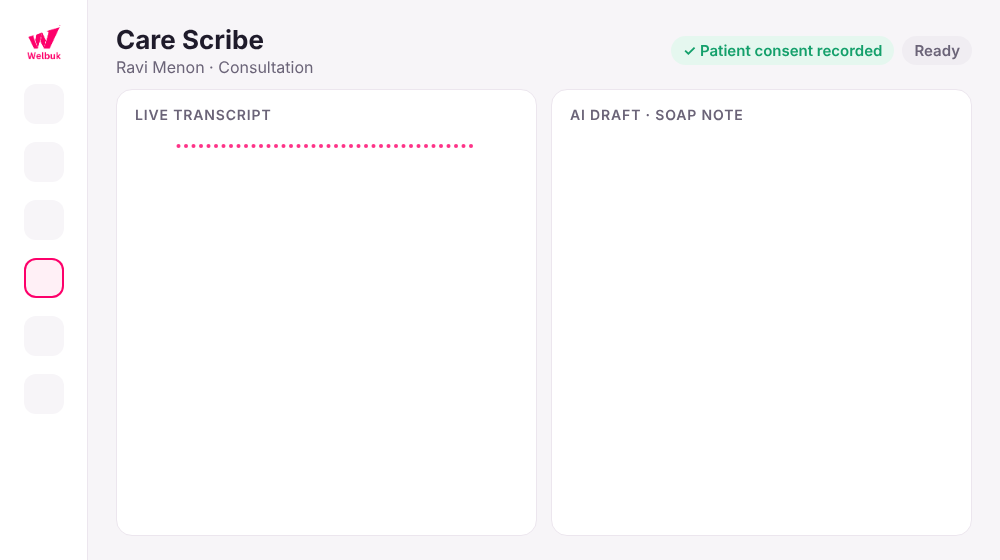 Welbuk
Care Scribe
Ravi Menon · Consultation
✓ Patient consent recorded
Ready
LIVE TRANSCRIPT
AI DRAFT · SOAP NOTE